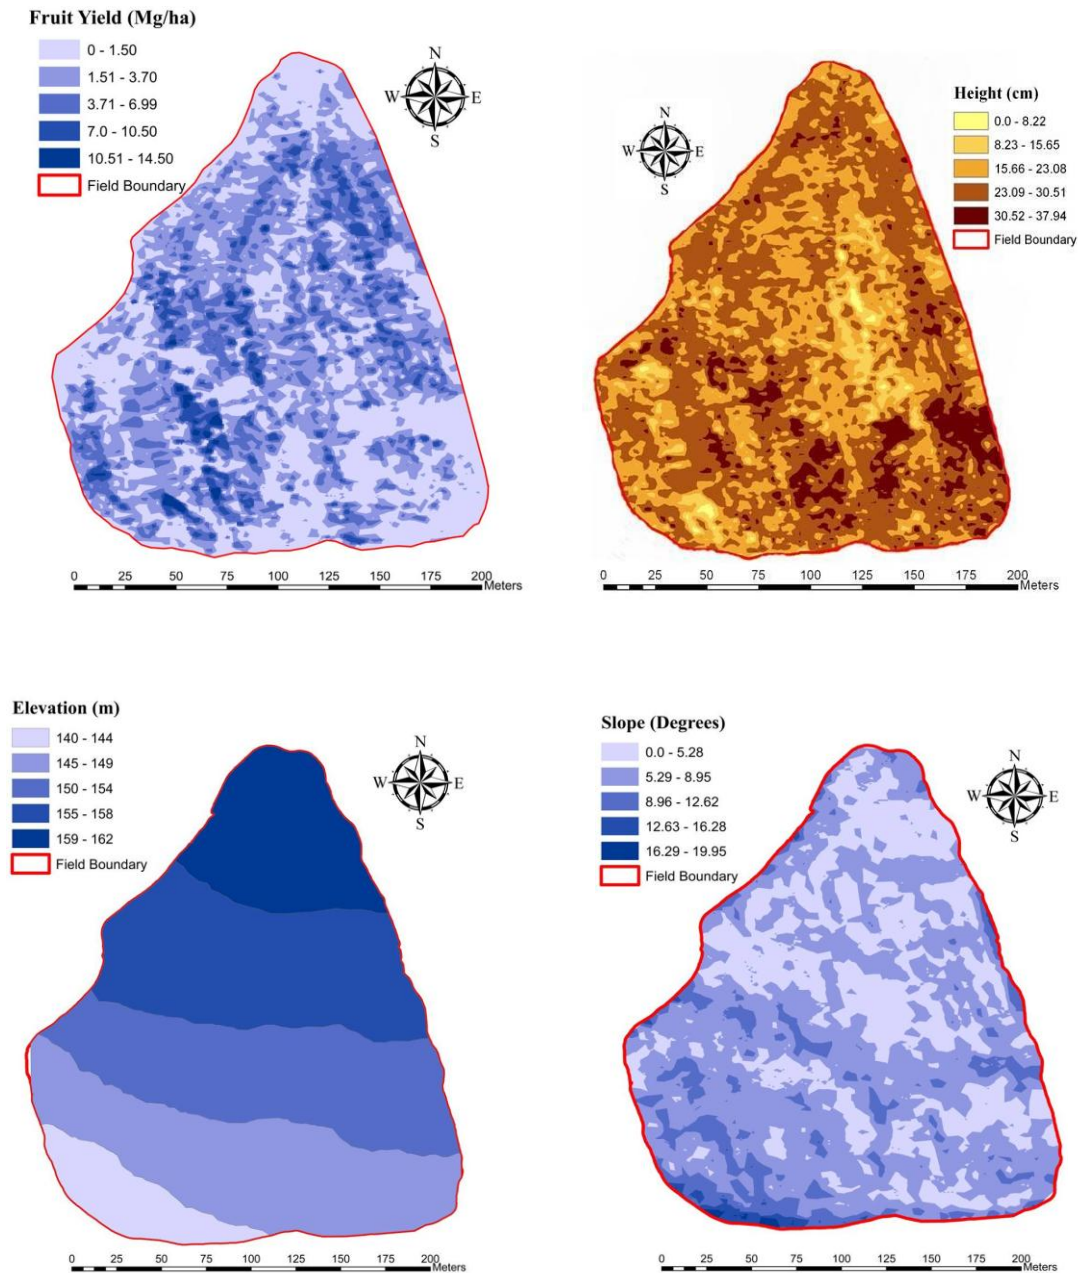 Fruit Yield (Mg/ha)
0 - 1.50
1.51 - 3.70
3.71 - 6.99
7.0 - 10.50
10.51 - 14.50
Field Boundary
N
W E
S
0 25 50 75 100 125 150 175 200
Meters
Height (cm)
0.0 - 8.22
8.23 - 15.65
15.66 - 23.08
23.09 - 30.51
30.52 - 37.94
Field Boundary
N
W E
S
0 25 50 75 100 125 150 175 200
Meters
Elevation (m)
140 - 144
145 - 149
150 - 154
155 - 158
159 - 162
Field Boundary
N
W E
S
0 25 50 75 100 125 150 175 200
Meters
Slope (Degrees)
0.0 - 5.28
5.29 - 8.95
8.96 - 12.62
12.63 - 16.28
16.29 - 19.95
Field Boundary
N
W E
S
0 25 50 75 100 125 150 175 200
Meters